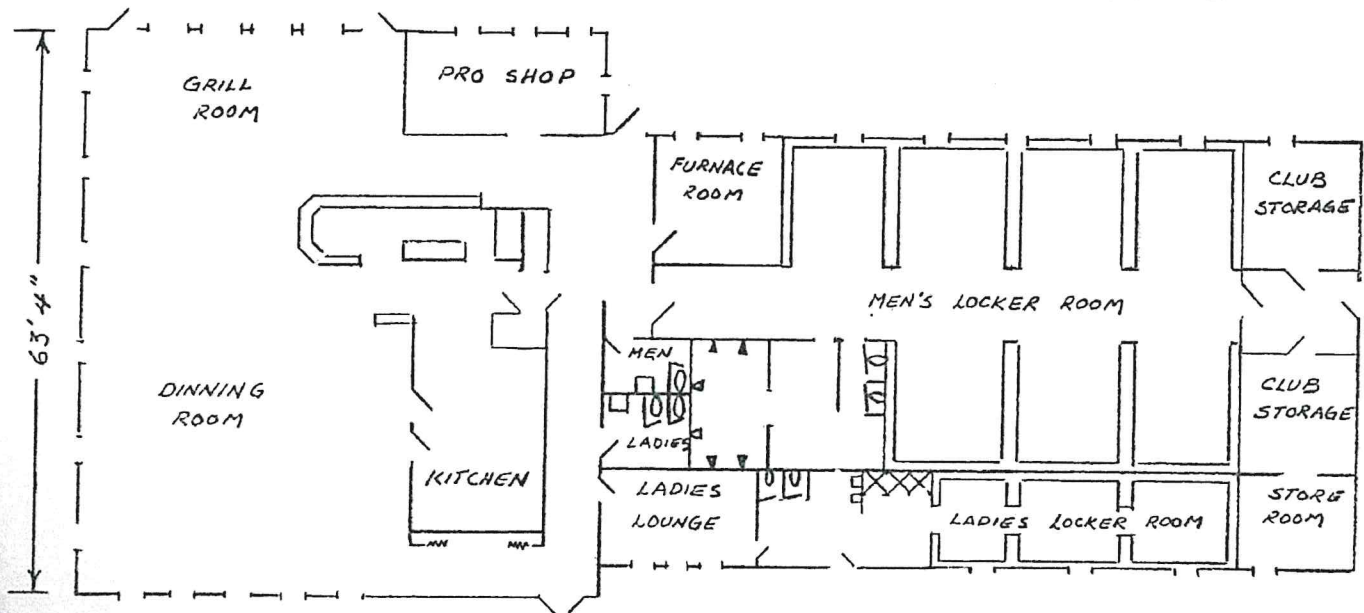 GRILL
ROOM
PRO SHOP
FURNACE
ROOM
CLUB
STORAGE
63'4"
MEN'S LOCKER ROOM
DINNING
ROOM
MEN
LADIES
CLUB
STORAGE
KITCHEN
LADIES
LOUNGE
LADIES LOCKER ROOM
STORE
ROOM